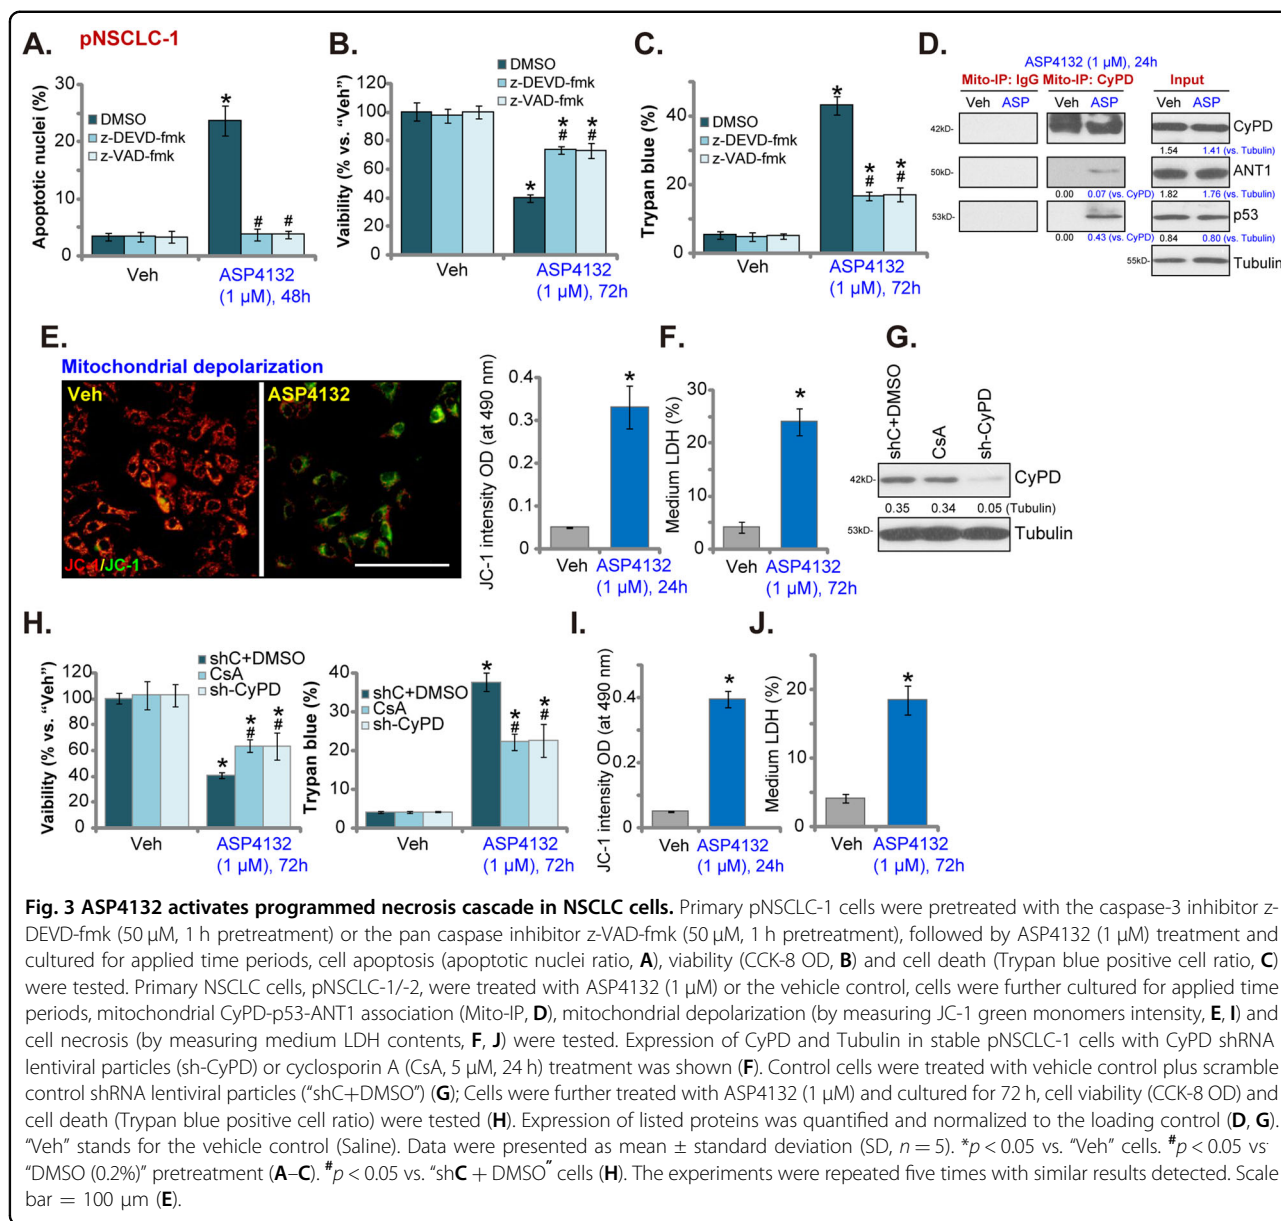 A. pNSCLC-1
Apoptotic nuclei (%)
30
20
10
0
DMSO
z-DEVD-fmk
z-VAD-fmk
*
# #
Veh
ASP4132
(1 µM), 48h
B.
Vaibility (% vs. “Veh”)
120
100
80
60
40
20
0
DMSO
z-DEVD-fmk
z-VAD-fmk
* *
# #
*
Veh
ASP4132
(1 µM), 72h
C.
Trypan blue (%)
60
40
20
0
DMSO
z-DEVD-fmk
z-VAD-fmk
*
* *
# #
Veh
ASP4132
(1 µM), 72h
D.
ASP4132 (1 µM), 24h
Mito-IP: IgG Mito-IP: CyPD Input
Veh ASP Veh ASP Veh ASP
42kD- CyPD
1.54 1.41 (vs. Tubulin)
50kD- ANT1
0.00 0.07 (vs. CyPD) 1.82 1.76 (vs. Tubulin)
53kD- p53
0.00 0.43 (vs. CyPD) 0.84 0.80 (vs. Tubulin)
55kD- Tubulin
E.
Mitochondrial depolarization
Veh ASP4132
JC-1/JC-1
JC-1 intensity OD (at 490 nm)
0.4
0.3
0.2
0.1
0
*
Veh ASP4132
(1 µM), 24h
F.
Medium LDH (%)
30
20
10
0
*
Veh ASP4132
(1 µM), 72h
G.
shC+DMSO
CsA
sh-CyPD
42kD- CyPD
0.35 0.34 0.05 (Tubulin)
53kD- Tubulin
H.
Vaibility (% vs. “Veh”)
120
100
80
60
40
20
0
shC+DMSO
CsA
sh-CyPD
* *
# #
*
Veh
ASP4132
(1 µM), 72h
Trypan blue (%)
40
30
20
10
0
shC+DMSO
CsA
sh-CyPD
*
* *
# #
Veh
ASP4132
(1 µM), 72h
I.
JC-1 intensity OD (at 490 nm)
0.4
0.2
0
*
Veh ASP4132
(1 µM), 24h
J.
Medium LDH (%)
20
10
0
*
Veh ASP4132
(1 µM), 72h
Fig. 3 ASP4132 activates programmed necrosis cascade in NSCLC cells. Primary pNSCLC-1 cells were pretreated with the caspase-3 inhibitor z-
DEVD-fmk (50 µM, 1 h pretreatment) or the pan caspase inhibitor z-VAD-fmk (50 µM, 1 h pretreatment), followed by ASP4132 (1 µM) treatment and
cultured for applied time periods, cell apoptosis (apoptotic nuclei ratio, A), viability (CCK-8 OD, B) and cell death (Trypan blue positive cell ratio, C)
were tested. Primary NSCLC cells, pNSCLC-1/-2, were treated with ASP4132 (1 µM) or the vehicle control, cells were further cultured for applied time
periods, mitochondrial CyPD-p53-ANT1 association (Mito-IP, D), mitochondrial depolarization (by measuring JC-1 green monomers intensity, E, I) and
cell necrosis (by measuring medium LDH contents, F, J) were tested. Expression of CyPD and Tubulin in stable pNSCLC-1 cells with CyPD shRNA
lentiviral particles (sh-CyPD) or cyclosporin A (CsA, 5 µM, 24 h) treatment was shown (F). Control cells were treated with vehicle control plus scramble
control shRNA lentiviral particles (“shC+DMSO”) (G); Cells were further treated with ASP4132 (1 µM) and cultured for 72 h, cell viability (CCK-8 OD) and
cell death (Trypan blue positive cell ratio) were tested (H). Expression of listed proteins was quantified and normalized to the loading control (D, G).
“Veh” stands for the vehicle control (Saline). Data were presented as mean ± standard deviation (SD, n = 5). *p < 0.05 vs. “Veh” cells. #p < 0.05 vs.
“DMSO (0.2%)” pretreatment (A–C). #p < 0.05 vs. “shC + DMSO” cells (H). The experiments were repeated five times with similar results detected. Scale
bar = 100 µm (E).